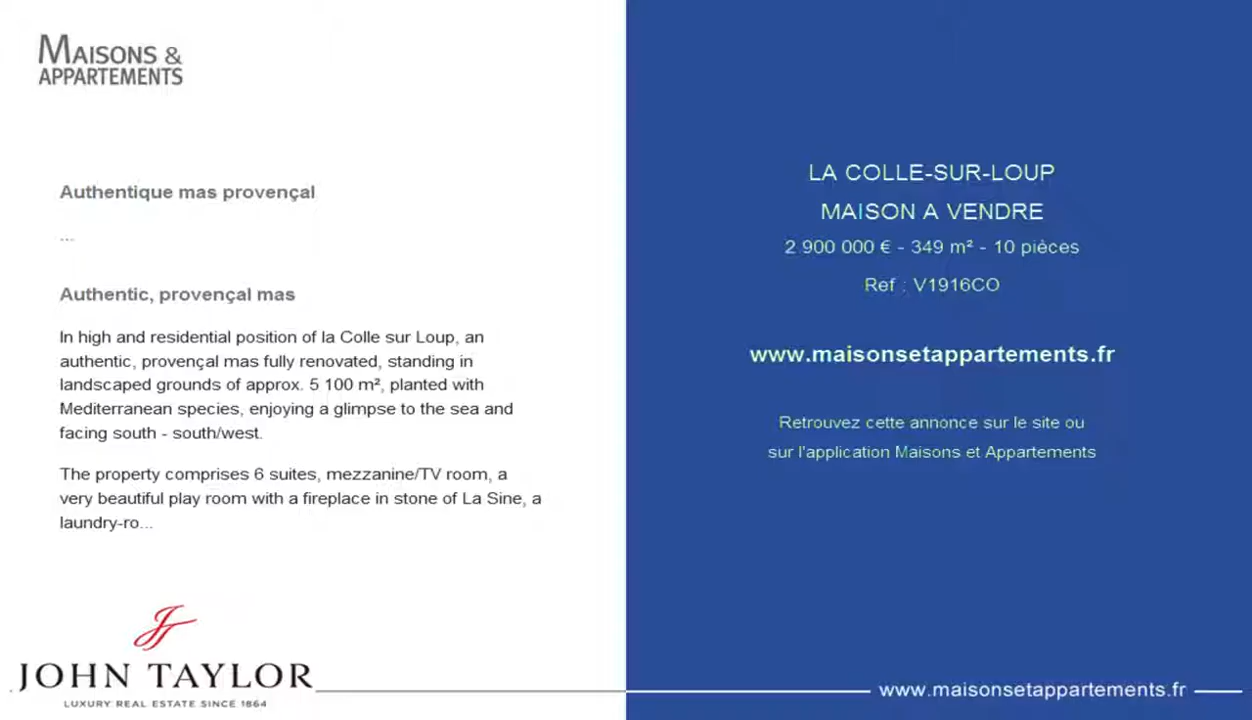 MAISONS &
APPARTEMENTS
Authentique mas provençal
...
Authentic, provençal mas
In high and residential position of la Colle sur Loup, an
authentic, provençal mas fully renovated, standing in
landscaped grounds of approx. 5 100 m², planted with
Mediterranean species, enjoying a glimpse to the sea and
facing south - south/west.
The property comprises 6 suites, mezzanine/TV room, a
very beautiful play room with a fireplace in stone of La Sine, a
laundry-ro...
JOHN TAYLOR
LUXURY REAL ESTATE SINCE 1864
LA COLLE-SUR-LOUP
MAISON A VENDRE
2 900 000 € - 349 m² - 10 pièces
Ref : V1916CO
www.maisonsetappartements.fr
Retrouvez cette annonce sur le site ou
sur l'application Maisons et Appartements
www.maisonsetappartements.fr